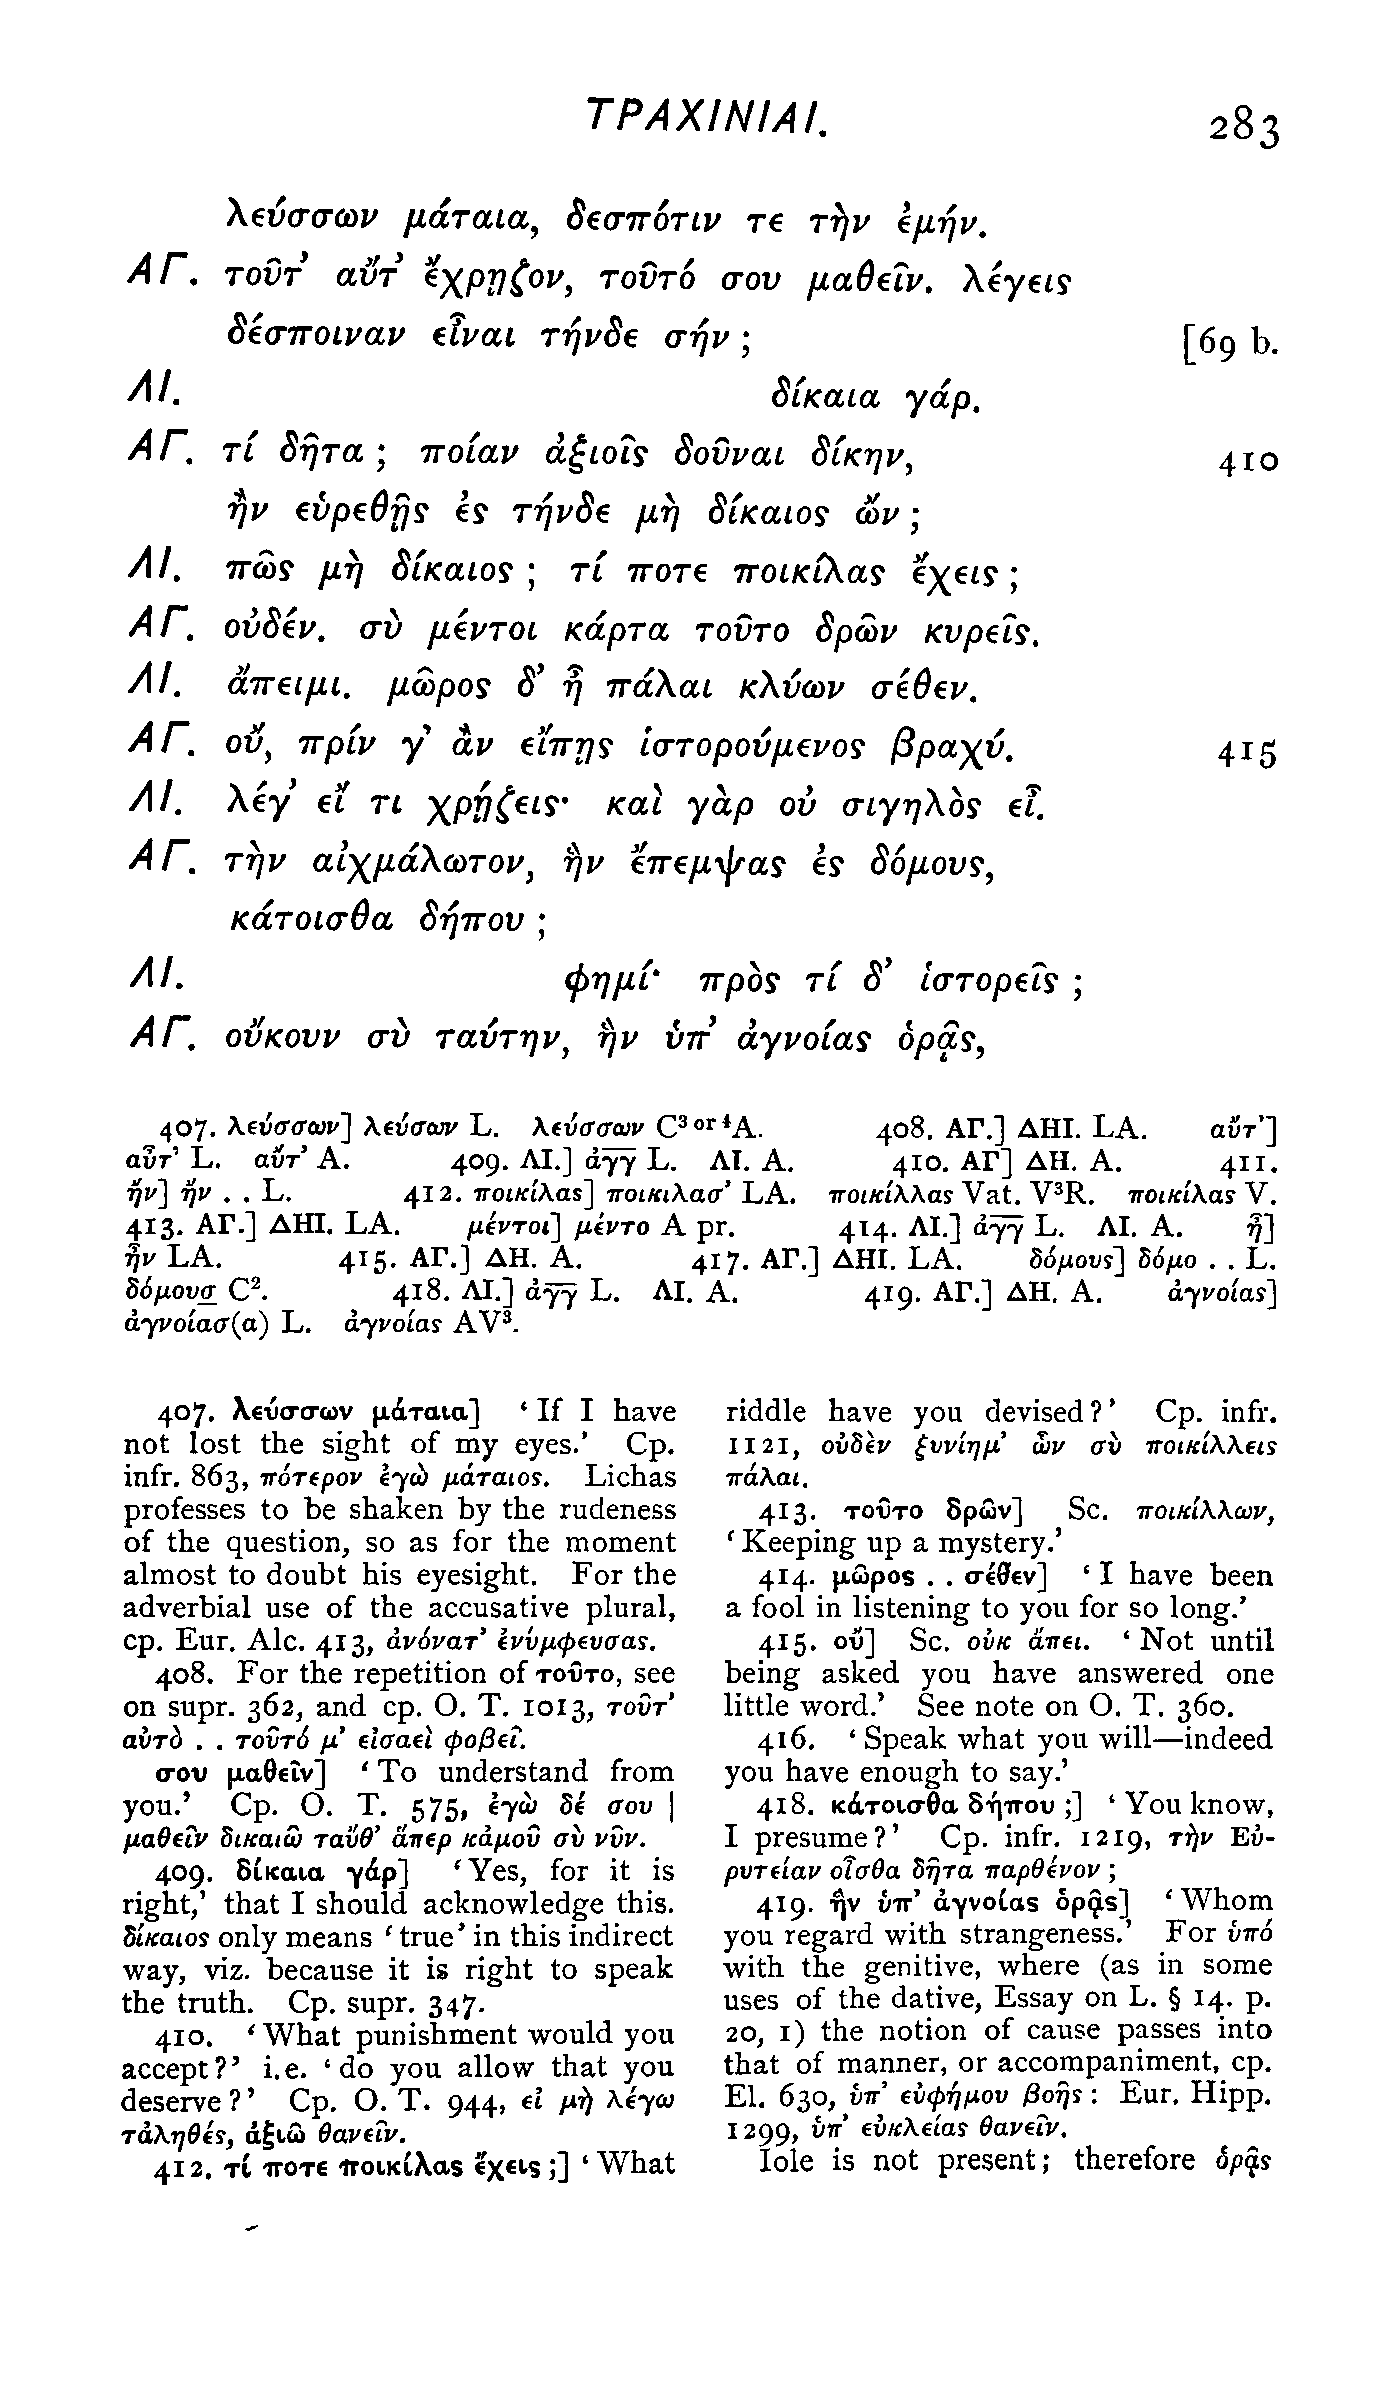 ΤΡΑΧΙΝΙΑΙ.
283
λεύσσων μάταια, δεσπότιν τε τὴν ἐμήν.
ΑΓ. τοῦτ’ αὔτ’ ἔχρῃζον, τοῦτό σου μαθεῖν. λέγεις
δέσποιναν εἶναι τήνδε σήν ; [69 b.
ΛΙ. δίκαια γάρ.
ΑΓ. τί δῆτα ; ποίαν ἀξιοῖς δοῦναι δίκην, 410
ἢν εὑρεθῇς ἐς τήνδε μὴ δίκαιος ὤν ;
ΛΙ. πῶς μὴ δίκαιος ; τί ποτε ποικίλας ἔχεις ;
ΑΓ. οὐδέν. σὺ μέντοι κάρτα τοῦτο δρῶν κυρεῖς.
ΛΙ. ἄπειμι. μῶρος δ’ ἦ πάλαι κλύων σέθεν.
ΑΓ. οὔ, πρίν γ’ ἂν εἴπῃς ἱστορούμενος βραχύ. 415
ΛΙ. λέγ’ εἴ τι χρῄζεις· καὶ γὰρ οὐ σιγηλὸς εἶ.
ΑΓ. τὴν αἰχμάλωτον, ἣν ἔπεμψας ἐς δόμους,
κάτοισθα δήπου ;
ΛΙ. φημί· πρὸς τί δ’ ἱστορεῖς ;
ΑΓ. οὔκουν σὺ ταύτην, ἣν ὑπ’ ἀγνοίας ὁρᾷς,
407. λεύσσων] λεύσων L. λεύσσων C³ ᵒʳ ⁴A. 408. ΑΓ.] ΔΗΙ. LA. αὔτ’]
αὖτ’ L. αὔτ’ A. 409. ΛΙ.] ἀγγ L. ΛΙ. A. 410. ΑΓ] ΔΗ. A. 411.
ἤν] ἤν . . L. 412. ποικίλας] ποικιλασ’ LA. ποικίλλας Vat. V³R. ποικίλας V.
413. ΑΓ.] ΔΗΙ. LA. μέντοι] μέντο A pr. 414. ΛΙ.] ἀγγ L. ΛΙ. A. ἦ]
ἦν LA. 415. ΑΓ.] ΔΗ. A. 417. ΑΓ.] ΔΗΙ. LA. δόμους] δόμο . . L.
δόμουσ C². 418. ΛΙ.] ἀγγ L. ΛΙ. A. 419. ΑΓ.] ΔΗ. A. ἀγνοίας]
ἀγνοίασ(α) L. ἀγνοίας AV³.
407. λεύσσων μάταια] ‘If I have
not lost the sight of my eyes.’ Cp.
infr. 863, πότερον ἐγὼ μάταιος. Lichas
professes to be shaken by the rudeness
of the question, so as for the moment
almost to doubt his eyesight. For the
adverbial use of the accusative plural,
cp. Eur. Alc. 413, ἀνόνατ’ ἐνύμφευσας.
408. For the repetition of τοῦτο, see
on supr. 362, and cp. O. T. 1013, τοῦτ’
αὐτὸ . . τοῦτό μ’ εἰσαεὶ φοβεῖ.
σου μαθεῖν] ‘To understand from
you.’ Cp. O. T. 575, ἐγὼ δέ σου |
μαθεῖν δικαιῶ ταὔθ’ ἅπερ κἀμοῦ σὺ νῦν.
409. δίκαια γάρ] ‘Yes, for it is
right,’ that I should acknowledge this.
δίκαιος only means ‘true’ in this indirect
way, viz. because it is right to speak
the truth. Cp. supr. 347.
410. ‘What punishment would you
accept?’ i.e. ‘do you allow that you
deserve?’ Cp. O. T. 944, εἰ μὴ λέγω
τἀληθές, ἀξιῶ θανεῖν.
412. τί ποτε ποικίλας ἔχεις ;] ‘What
riddle have you devised?’ Cp. infr.
1121, οὐδὲν ξυνίημ’ ὧν σὺ ποικίλλεις
πάλαι.
413. τοῦτο δρῶν] Sc. ποικίλλων,
‘Keeping up a mystery.’
414. μῶρος . . σέθεν] ‘I have been
a fool in listening to you for so long.’
415. οὔ] Sc. οὐκ ἄπει. ‘Not until
being asked you have answered one
little word.’ See note on O. T. 360.
416. ‘Speak what you will—indeed
you have enough to say.’
418. κάτοισθα δήπου ;] ‘You know,
I presume?’ Cp. infr. 1219, τὴν Εὐ-
ρυτείαν οἶσθα δῆτα παρθένον ;
419. ἣν ὑπ’ ἀγνοίας ὁρᾷς] ‘Whom
you regard with strangeness.’ For ὑπό
with the genitive, where (as in some
uses of the dative, Essay on L. § 14. p.
20, 1) the notion of cause passes into
that of manner, or accompaniment, cp.
El. 630, ὑπ’ εὐφήμου βοῆς : Eur. Hipp.
1299, ὑπ’ εὐκλείας θανεῖν.
Iole is not present; therefore ὁρᾷς